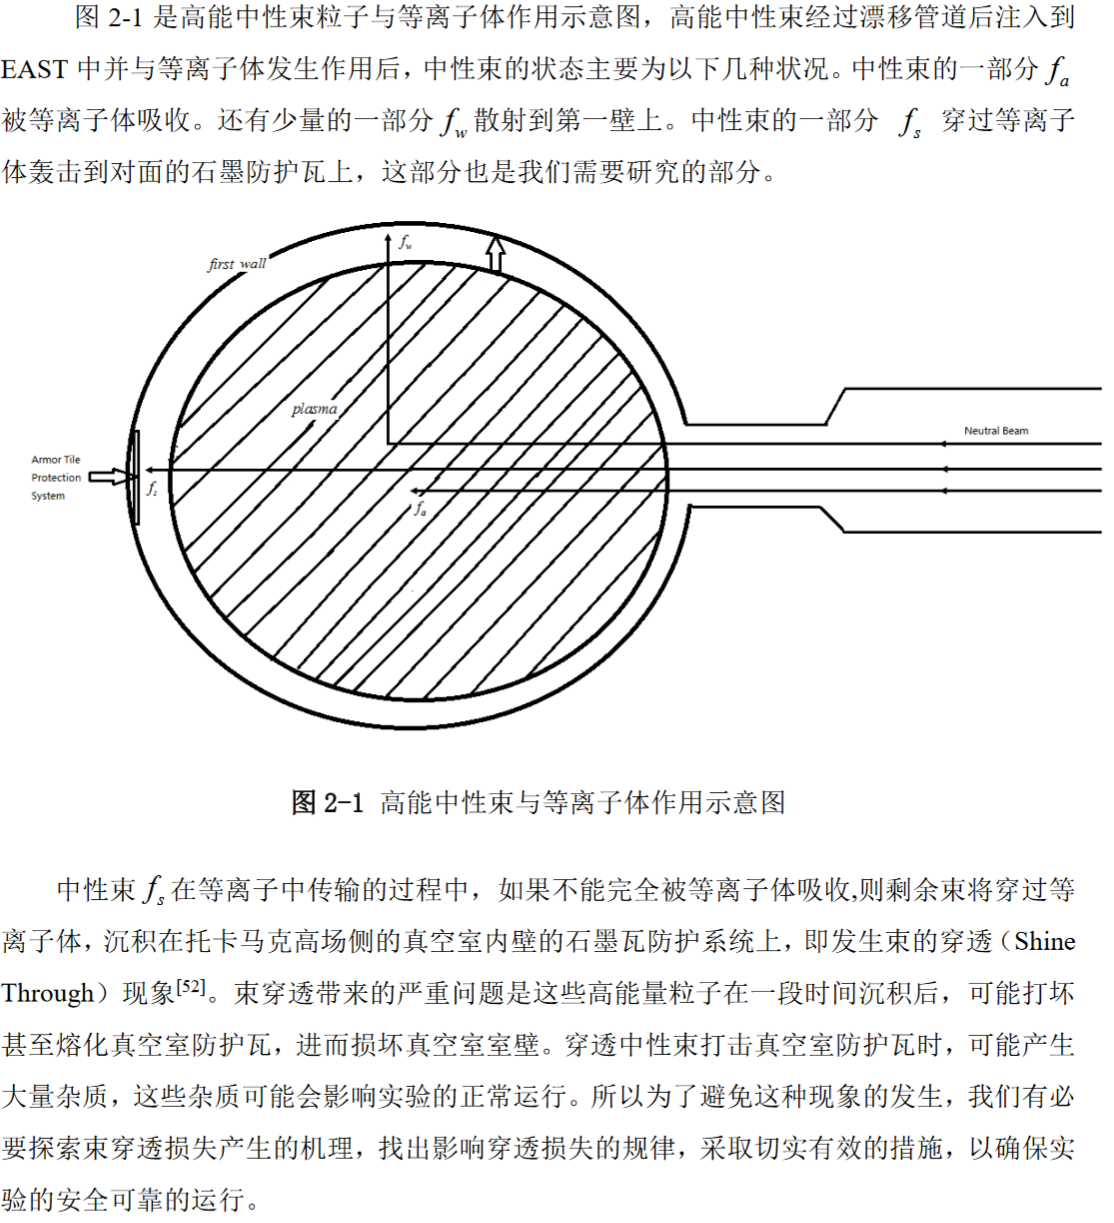 图 2-1 是高能中性束粒子与等离子体作用示意图，高能中性束经过漂移管道后注入到
EAST 中并与等离子体发生作用后，中性束的状态主要为以下几种状况。中性束的一部分 fa
被等离子体吸收。还有少量的一部分 fw 散射到第一壁上。中性束的一部分 fs 穿过等离子
体轰击到对面的石墨防护瓦上，这部分也是我们需要研究的部分。
fw
first wall
plasma
Neutral Beam
Armor Tile
Protection
System
fs
fa
图 2-1 高能中性束与等离子体作用示意图
中性束 fs 在等离子中传输的过程中，如果不能完全被等离子体吸收,则剩余束将穿过等
离子体，沉积在托卡马克高场侧的真空室内壁的石墨瓦防护系统上，即发生束的穿透（Shine
Through）现象[52]。束穿透带来的严重问题是这些高能量粒子在一段时间沉积后，可能打坏
甚至熔化真空室防护瓦，进而损坏真空室室壁。穿透中性束打击真空室防护瓦时，可能产生
大量杂质，这些杂质可能会影响实验的正常运行。所以为了避免这种现象的发生，我们有必
要探索束穿透损失产生的机理，找出影响穿透损失的规律，采取切实有效的措施，以确保实
验的安全可靠的运行。